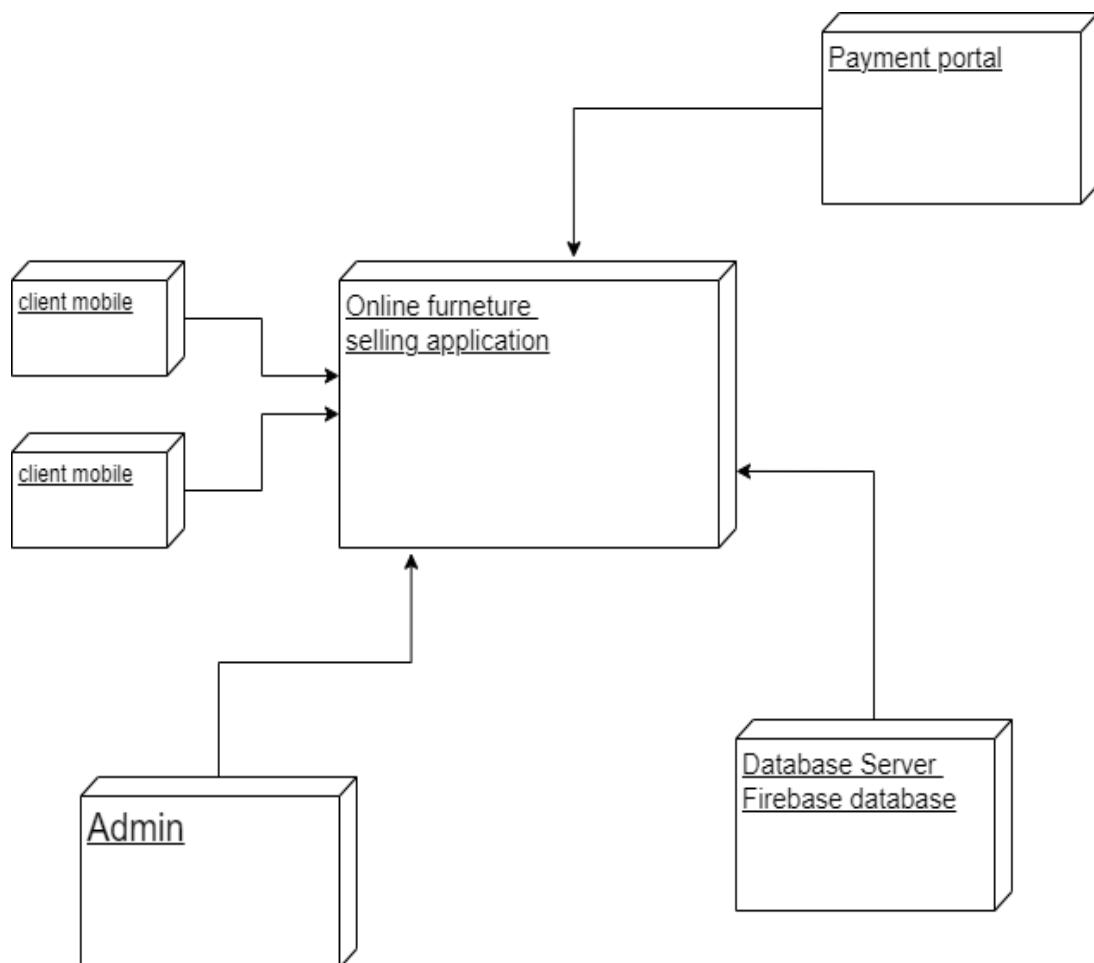 Payment portal
client mobile
Online furneture
selling application
client mobile
Database Server
Firebase database
Admin